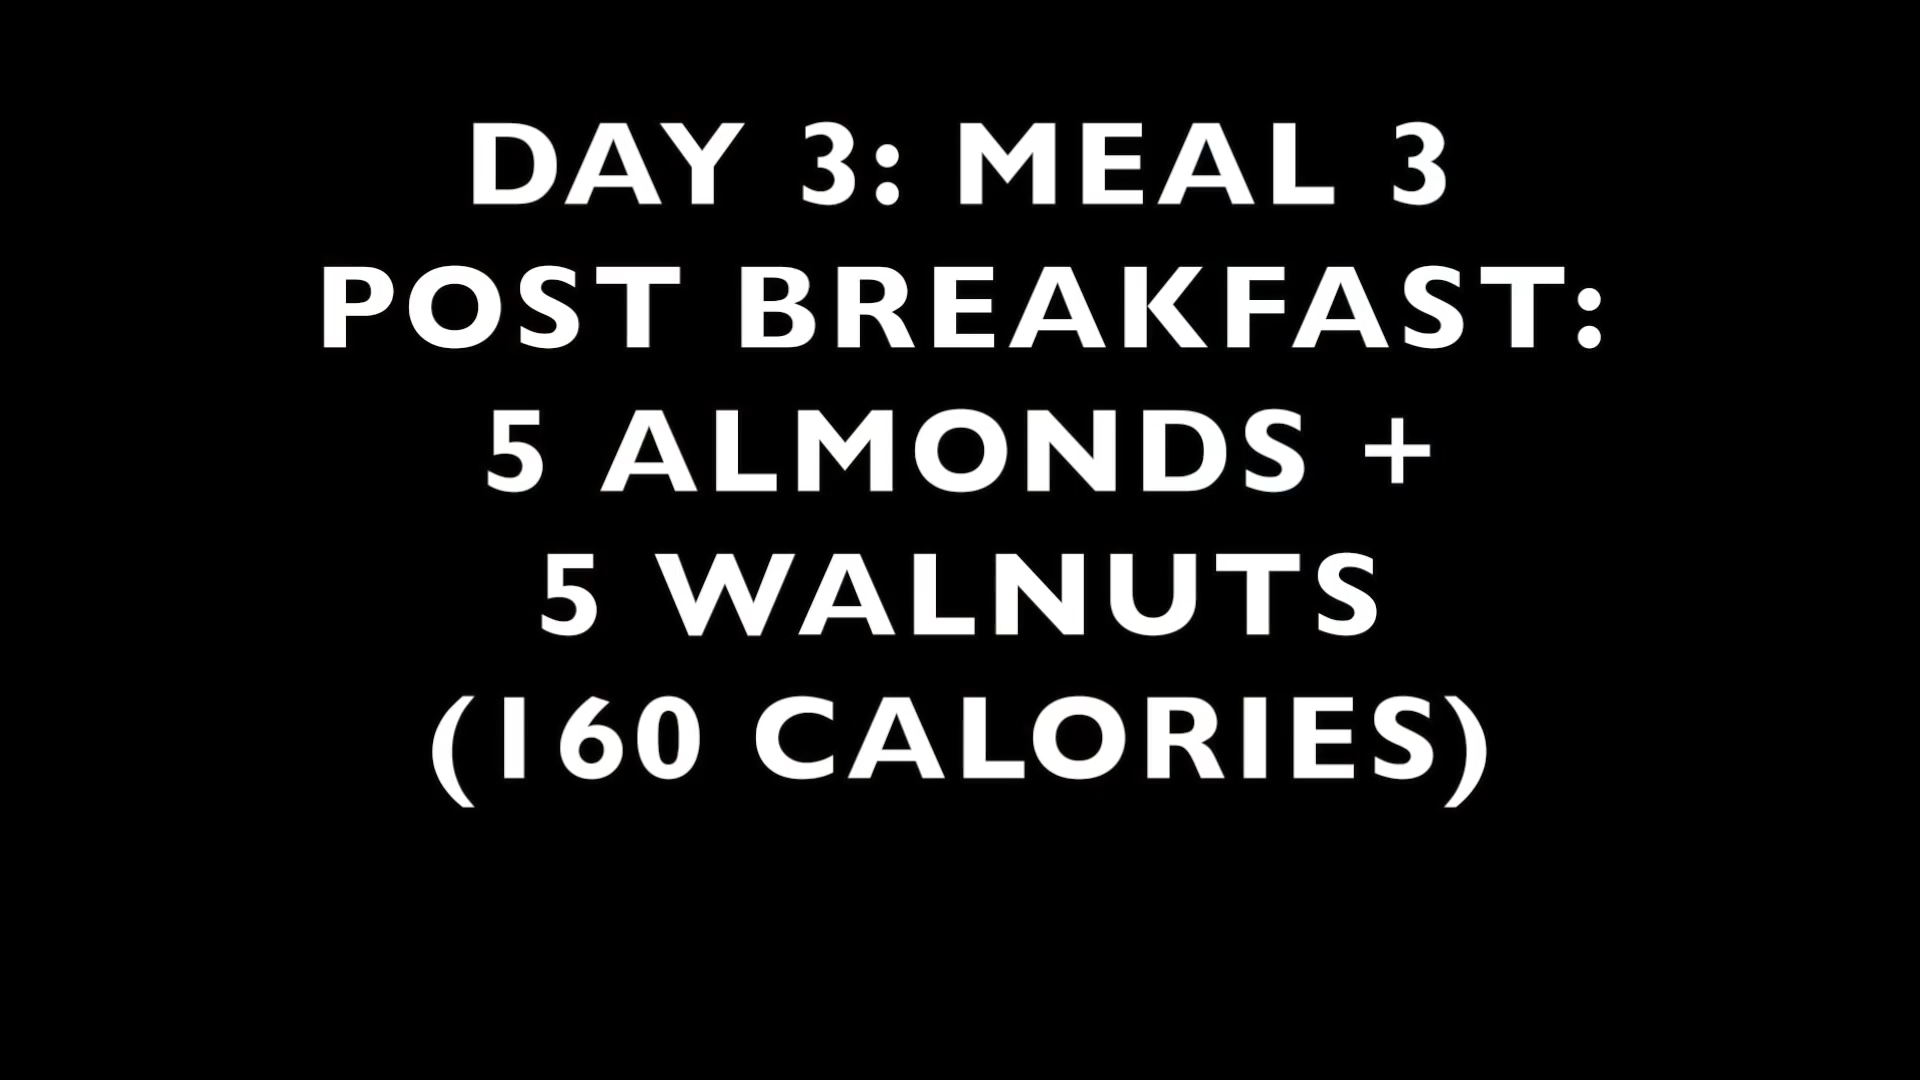 DAY 3: MEAL 3
POST BREAKFAST:
5 ALMONDS +
5 WALNUTS
(160 CALORIES)